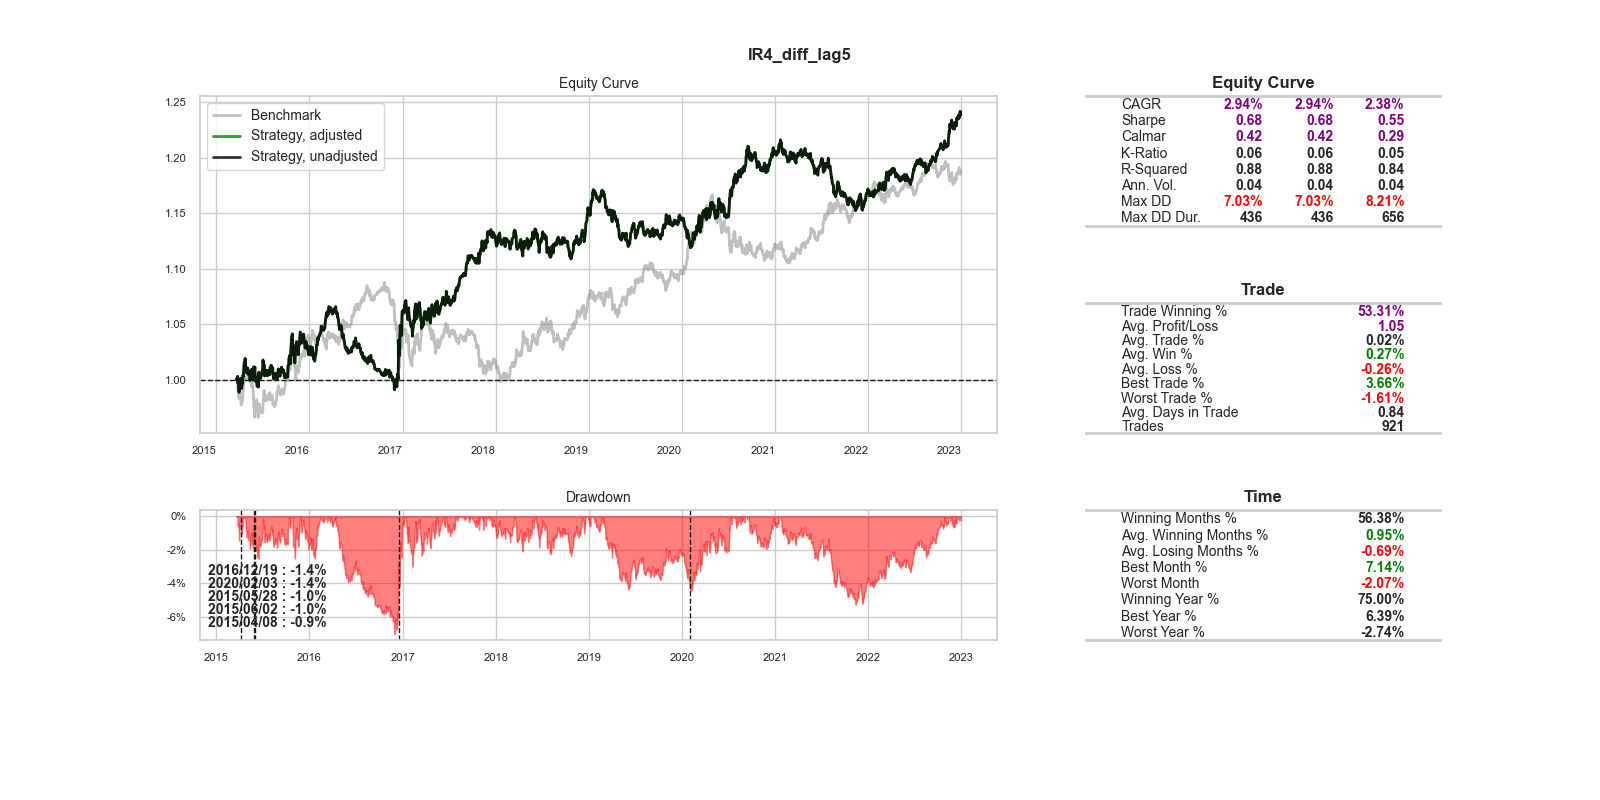 IR4_diff_lag5
Equity Curve
1.25
1.20
1.15
1.10
1.05
1.00
Benchmark
Strategy, adjusted
Strategy, unadjusted
2015 2016 2017 2018 2019 2020 2021 2022 2023
Drawdown
0%
-2%
-4%
-6%
2016/12/19 : -1.4%
2020/02/03 : -1.4%
2015/05/28 : -1.0%
2015/06/02 : -1.0%
2015/04/08 : -0.9%
2015 2016 2017 2018 2019 2020 2021 2022 2023
Equity Curve
CAGR 2.94% 2.94% 2.38%
Sharpe 0.68 0.68 0.55
Calmar 0.42 0.42 0.29
K-Ratio 0.06 0.06 0.05
R-Squared 0.88 0.88 0.84
Ann. Vol. 0.04 0.04 0.04
Max DD 7.03% 7.03% 8.21%
Max DD Dur. 436 436 656
Trade
Trade Winning % 53.31%
Avg. Profit/Loss 1.05
Avg. Trade % 0.02%
Avg. Win % 0.27%
Avg. Loss % -0.26%
Best Trade % 3.66%
Worst Trade % -1.61%
Avg. Days in Trade 0.84
Trades 921
Time
Winning Months % 56.38%
Avg. Winning Months % 0.95%
Avg. Losing Months % -0.69%
Best Month % 7.14%
Worst Month -2.07%
Winning Year % 75.00%
Best Year % 6.39%
Worst Year % -2.74%